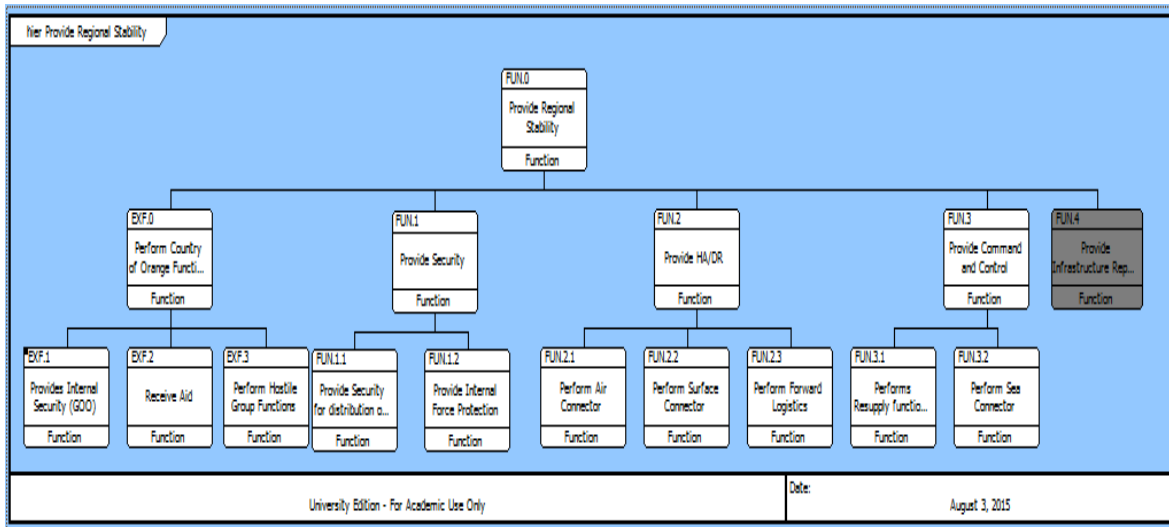 hier Provide Regional Stability
FUN.0
Provide Regional
Stability
Function
EXF.0
Perform Country
of Orange Functi...
Function
FUN.1
Provide Security
Function
FUN.2
Provide HA/DR
Function
FUN.3
Provide Command
and Control
Function
FUN.4
Provide
Infrastructure Rep...
Function
EXF.1
Provides Internal
Security (GOO)
Function
EXF.2
Receive Aid
Function
EXF.3
Perform Hostile
Group Functions
Function
FUN.1.1
Provide Security
for distribution o...
Function
FUN.1.2
Provide Internal
Force Protection
Function
FUN.2.1
Perform Air
Connector
Function
FUN.2.2
Perform Surface
Connector
Function
FUN.2.3
Perform Forward
Logistics
Function
FUN.3.1
Performs
Resupply functio...
Function
FUN.3.2
Perform Sea
Connector
Function
University Edition - For Academic Use Only
Date:
August 3, 2015